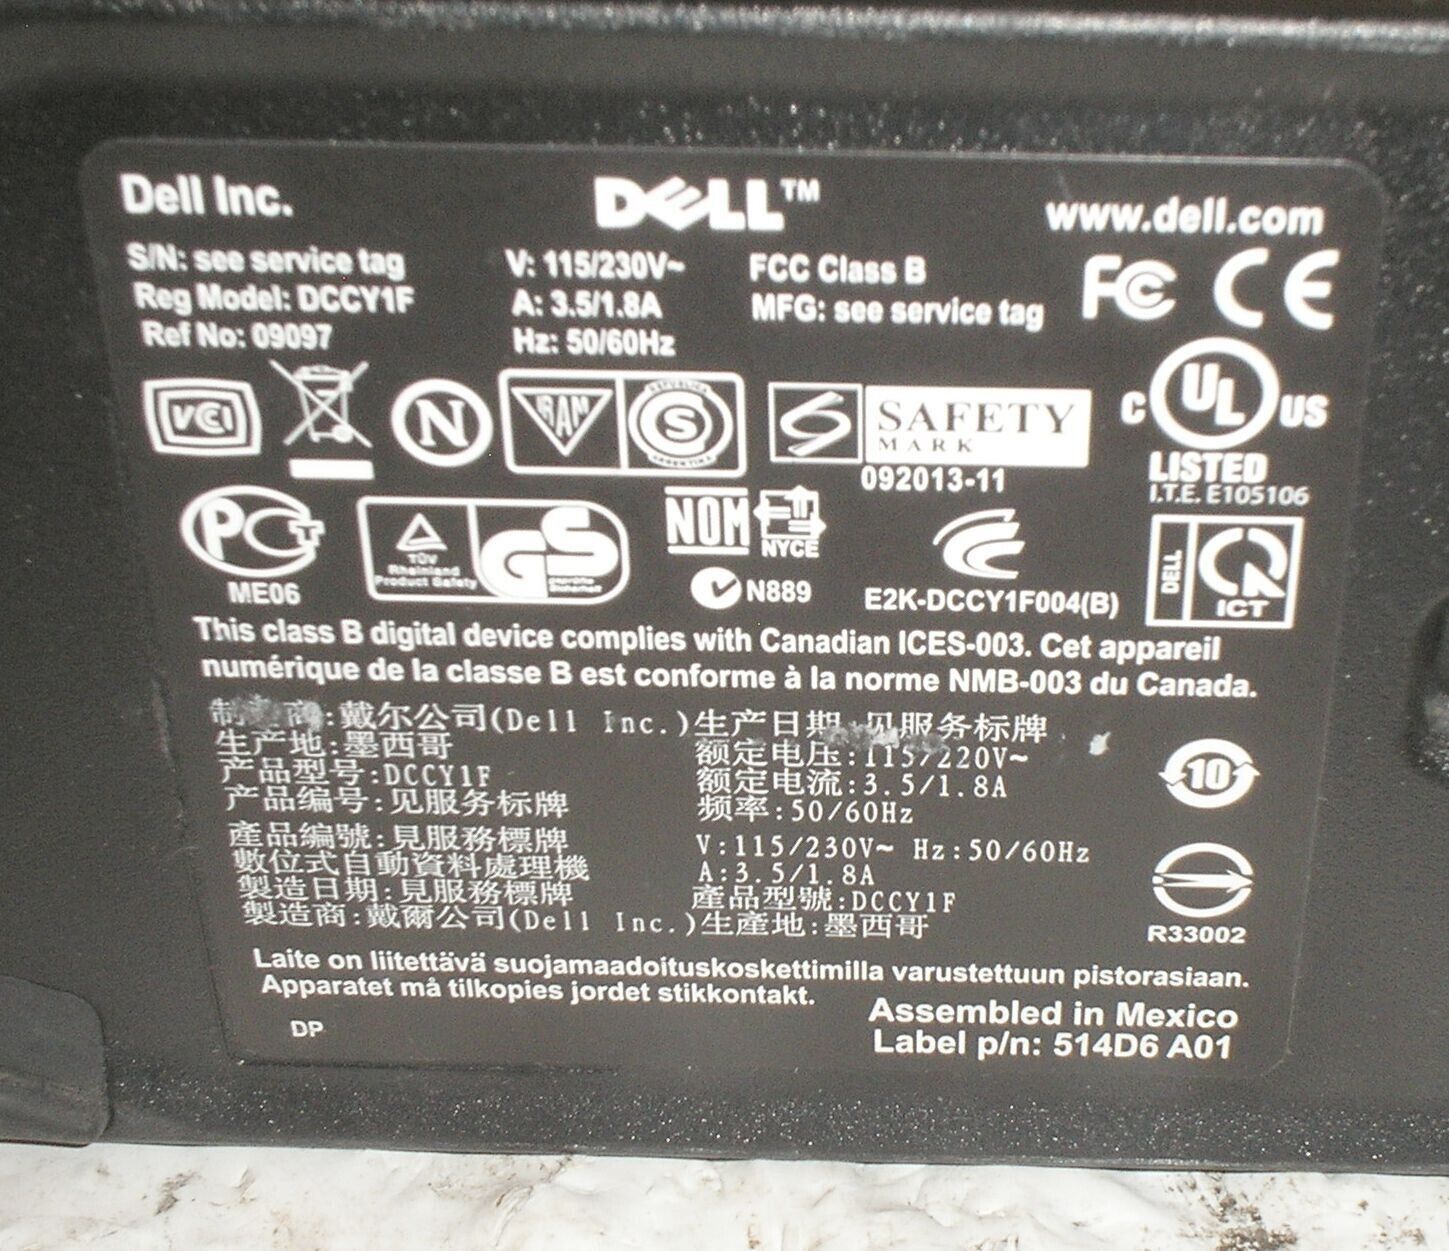 Dell Inc.
DELL™
www.dell.com
S/N: see service tag
Reg Model: DCCY1F
Ref No: 09097
V: 115/230V~
A: 3.5/1.8A
Hz: 50/60Hz
FCC Class B
MFG: see service tag
FC CE
VCI
N
IRAM
REPUBLICA
S
ARGENTINA
S
SAFETY
MARK
092013-11
C UL US
LISTED
I.T.E. E105106
PCT
ME06
TÜV
Rheinland
Product Safety
GS
geprüfte
Sicherheit
NOM
NYCE
N889
E2K-DCCY1F004(B)
DELL
ICT
This class B digital device complies with Canadian ICES-003. Cet appareil
numérique de la classe B est conforme à la norme NMB-003 du Canada.
制 商:戴尔公司(Dell Inc.)生产日期 见服务标牌
生产地:墨西哥
产品型号:DCCY1F
产品编号:见服务标牌
额定电压:115/220V~
额定电流:3.5/1.8A
频率:50/60Hz
10
產品編號:見服務標牌
數位式自動資料處理機
製造日期:見服務標牌
製造商:戴爾公司(Dell Inc.)生產地:墨西哥
V:115/230V~ Hz:50/60Hz
A:3.5/1.8A
產品型號:DCCY1F
R33002
Laite on liitettävä suojamaadoituskoskettimilla varustettuun pistorasiaan.
Apparatet må tilkopies jordet stikkontakt.
DP
Assembled in Mexico
Label p/n: 514D6 A01